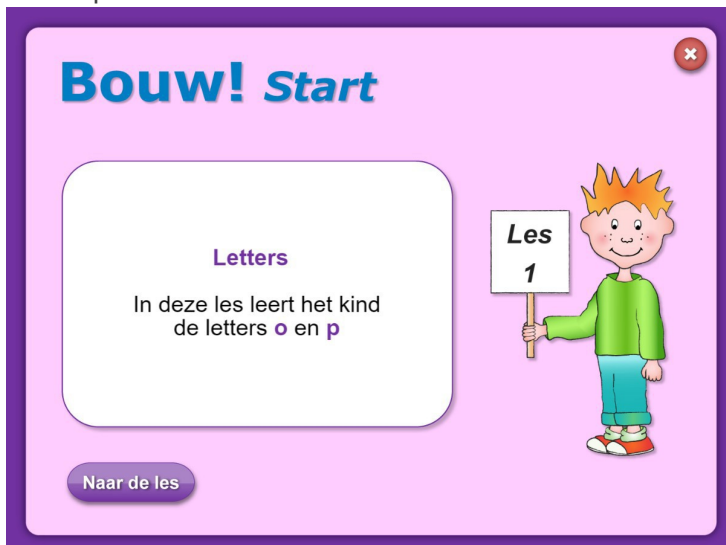 Bouw! Start
Letters
In deze les leert het kind
de letters o en p
Les
1
Naar de les